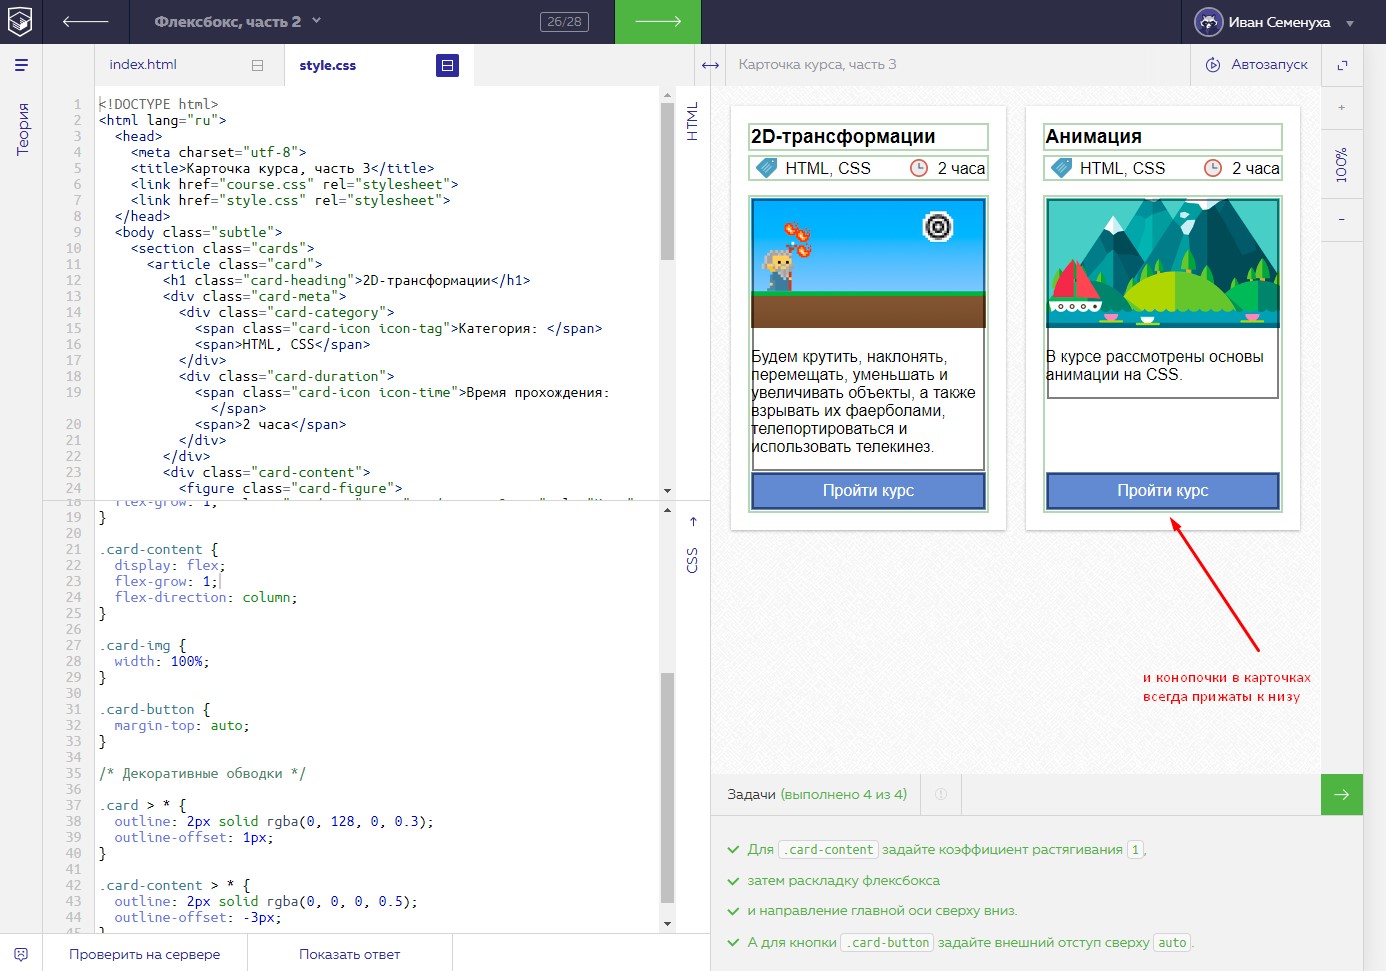 Флексбокс, часть 2
26/28
Иван Семенуха
index.html
style.css
Карточка курса, часть 3
Автозапуск
Теория
HTML
1 <!DOCTYPE html>
2 <html lang="ru">
3 <head>
4 <meta charset="utf-8">
5 <title>Карточка курса, часть 3</title>
6 <link href="course.css" rel="stylesheet">
7 <link href="style.css" rel="stylesheet">
8 </head>
9 <body class="subtle">
10 <section class="cards">
11 <article class="card">
12 <h1 class="card-heading">2D-трансформации</h1>
13 <div class="card-meta">
14 <div class="card-category">
15 <span class="card-icon icon-tag">Категория: </span>
16 <span>HTML, CSS</span>
17 </div>
18 <div class="card-duration">
19 <span class="card-icon icon-time">Время прохождения:
</span>
20 <span>2 часа</span>
21 </div>
22 </div>
23 <div class="card-content">
24 <figure class="card-figure">
CSS
18 flex-grow: 1;
19 }
20
21 .card-content {
22 display: flex;
23 flex-grow: 1;
24 flex-direction: column;
25 }
26
27 .card-img {
28 width: 100%;
29 }
30
31 .card-button {
32 margin-top: auto;
33 }
34
35 /* Декоративные обводки */
36
37 .card > * {
38 outline: 2px solid rgba(0, 128, 0, 0.3);
39 outline-offset: 1px;
40 }
41
42 .card-content > * {
43 outline: 2px solid rgba(0, 0, 0, 0.5);
44 outline-offset: -3px;
45 }
Проверить на сервере
Показать ответ
2D-трансформации
HTML, CSS
2 часа
Будем крутить, наклонять,
перемещать, уменьшать и
увеличивать объекты, а также
взрывать их фаерболами,
телепортироваться и
использовать телекинез.
Пройти курс
Анимация
HTML, CSS
2 часа
В курсе рассмотрены основы
анимации на CSS.
Пройти курс
+
100%
-
и конопочки в карточках
всегда прижаты к низу
Задачи (выполнено 4 из 4)
Для .card-content задайте коэффициент растягивания 1,
затем раскладку флексбокса
и направление главной оси сверху вниз.
А для кнопки .card-button задайте внешний отступ сверху auto.